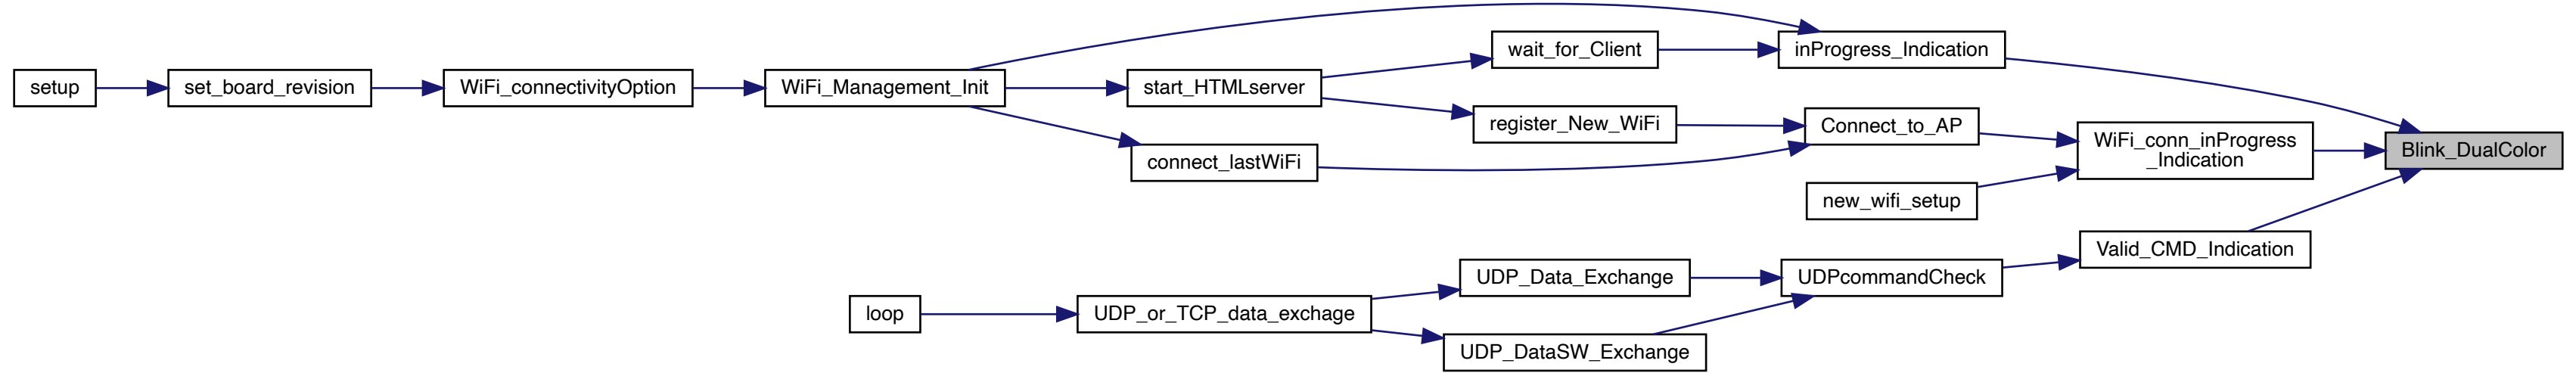 setup
set_board_revision
WiFi_connectivityOption
WiFi_Management_Init
start_HTMLserver
connect_lastWiFi
wait_for_Client
register_New_WiFi
inProgress_Indication
Connect_to_AP
new_wifi_setup
WiFi_conn_inProgress
_Indication
Blink_DualColor
Valid_CMD_Indication
UDPcommandCheck
UDP_Data_Exchange
UDP_DataSW_Exchange
UDP_or_TCP_data_exchage
loop